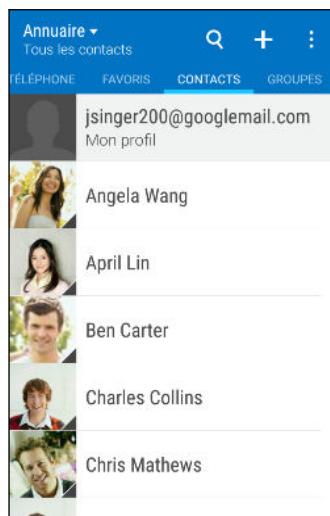 Annuaire
Tous les contacts
TÉLÉPHONE FAVORIS CONTACTS GROUPES
jsinger200@googlemail.com
Mon profil
Angela Wang
April Lin
Ben Carter
Charles Collins
Chris Mathews